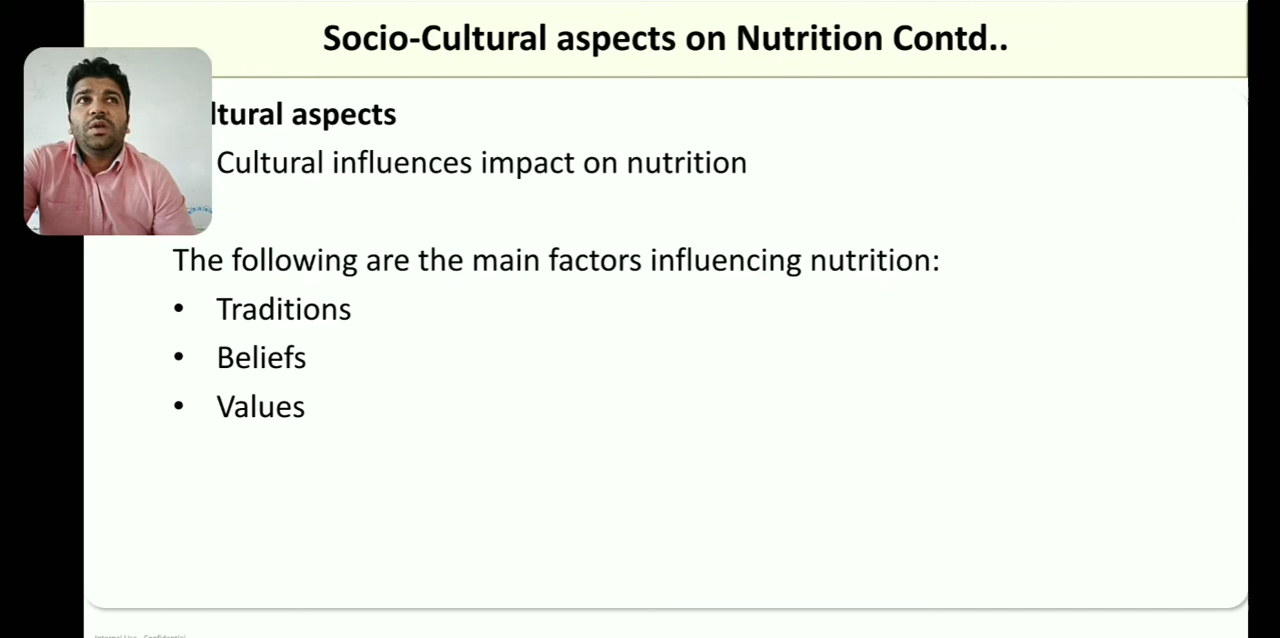 Socio-Cultural aspects on Nutrition Contd..
ltural aspects
Cultural influences impact on nutrition
The following are the main factors influencing nutrition:
• Traditions
• Beliefs
• Values